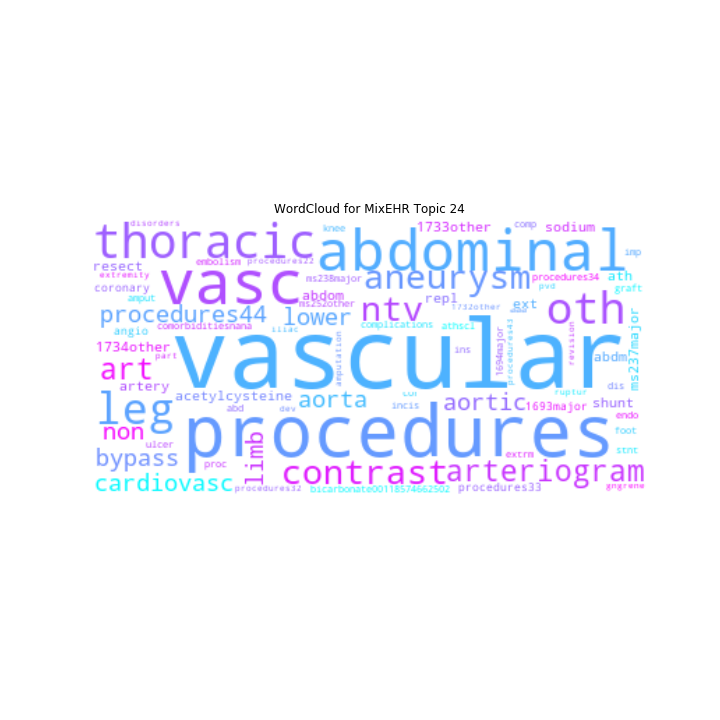 WordCloud for MixEHR Topic 24
disorders
knee
1733other
comp
sodium
thoracic
abdominal
imp
resect
embolism
procedures22
vasc
aneurysm
extremity
ms238major
procedures34
ath
coronary
pvd
graft
amput
abdom
ms252other
ntv
repl
1732other
ext
oth
procedures44
lower
angio
comorbiditiesnana
iliac
complications
athscl
vascular
procedures43
revision
ms237major
1734other
part
amputation
ins
1694major
abdm
art
artery
dis
leg
acetylcysteine
aorta
col
aortic
1693major
shunt
abd
dev
incis
endo
non
procedures
foot
ulcer
limb
bypass
proc
extrm
stnt
contrast
arteriogram
cardiovasc
procedures32
bicarbonate00118574662502
procedures33
gngrene
ruptur